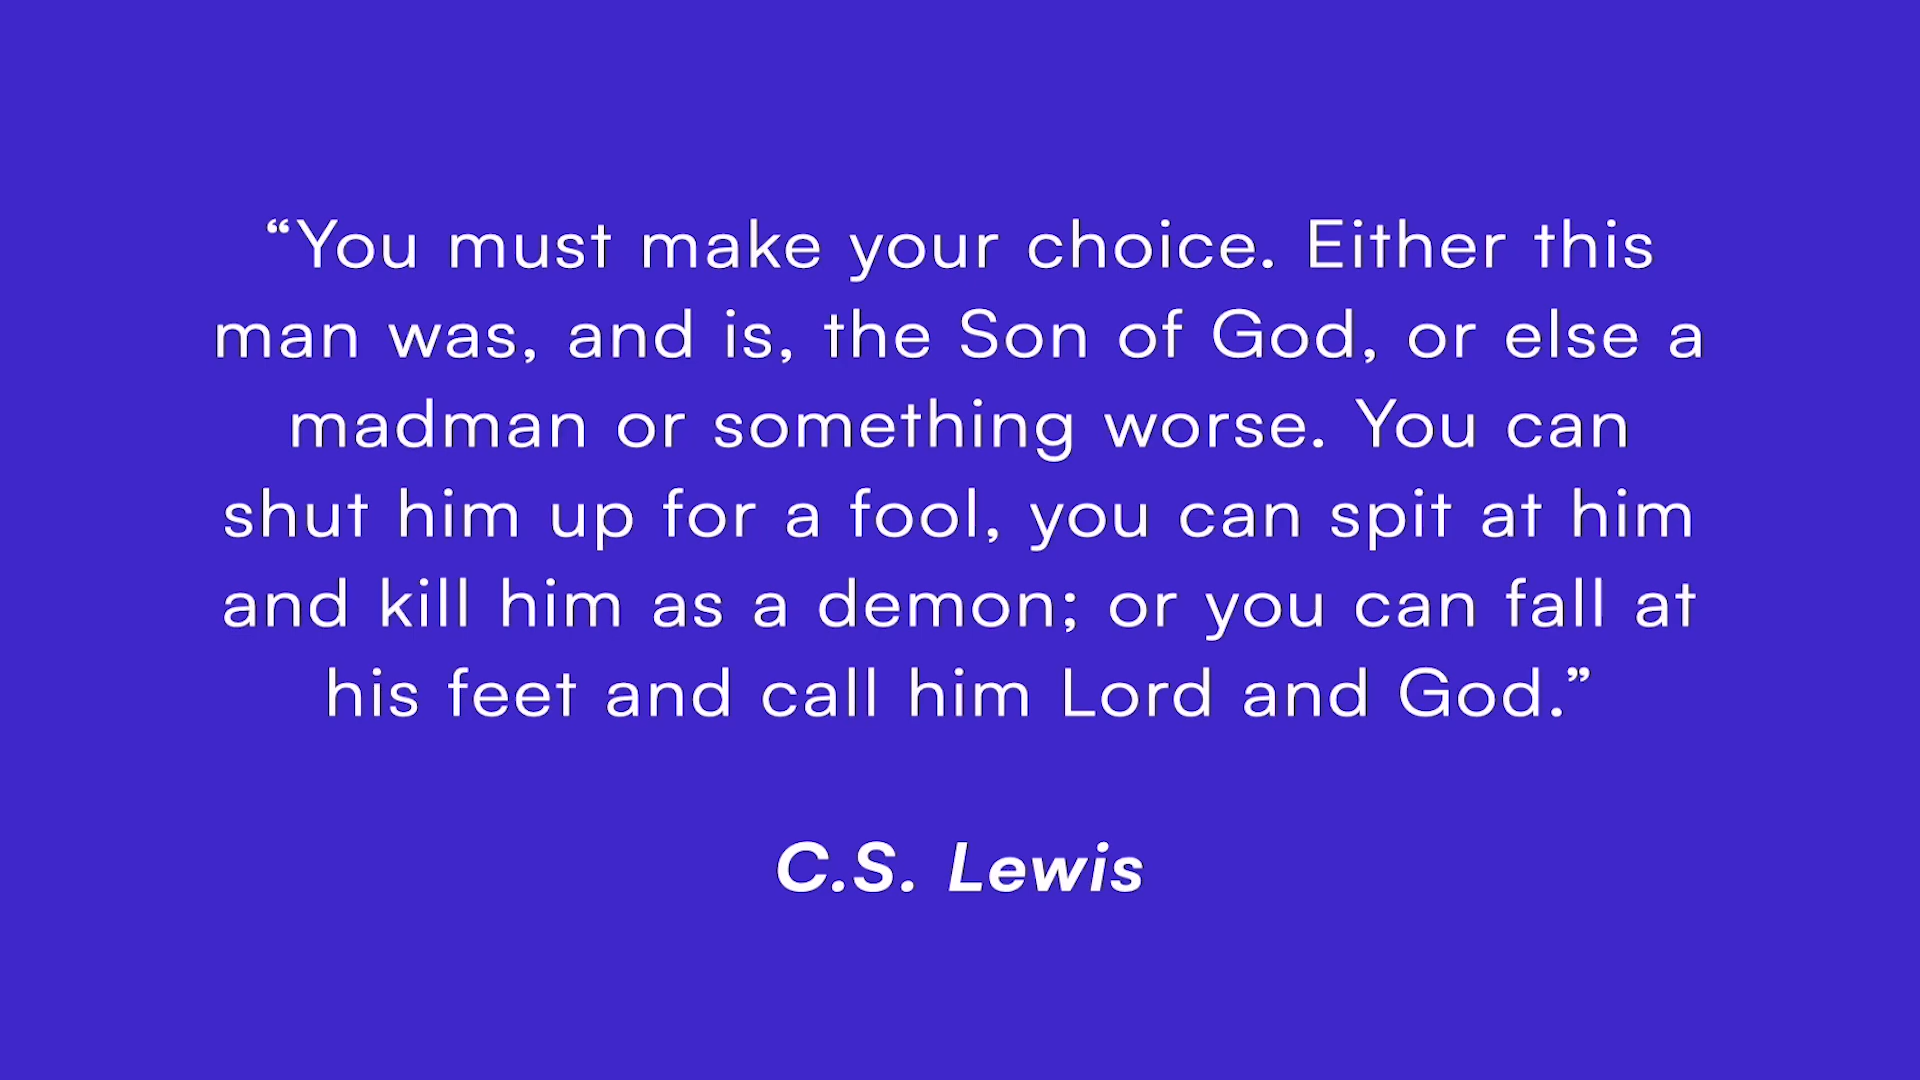 “You must make your choice. Either this
man was, and is, the Son of God, or else a
madman or something worse. You can
shut him up for a fool, you can spit at him
and kill him as a demon; or you can fall at
his feet and call him Lord and God.”
C.S. Lewis